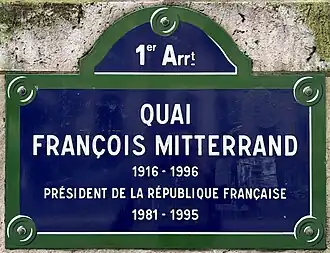 1er Arrt
QUAI
FRANÇOIS MITTERRAND
1916 - 1996
PRÉSIDENT DE LA RÉPUBLIQUE FRANÇAISE
1981 - 1995